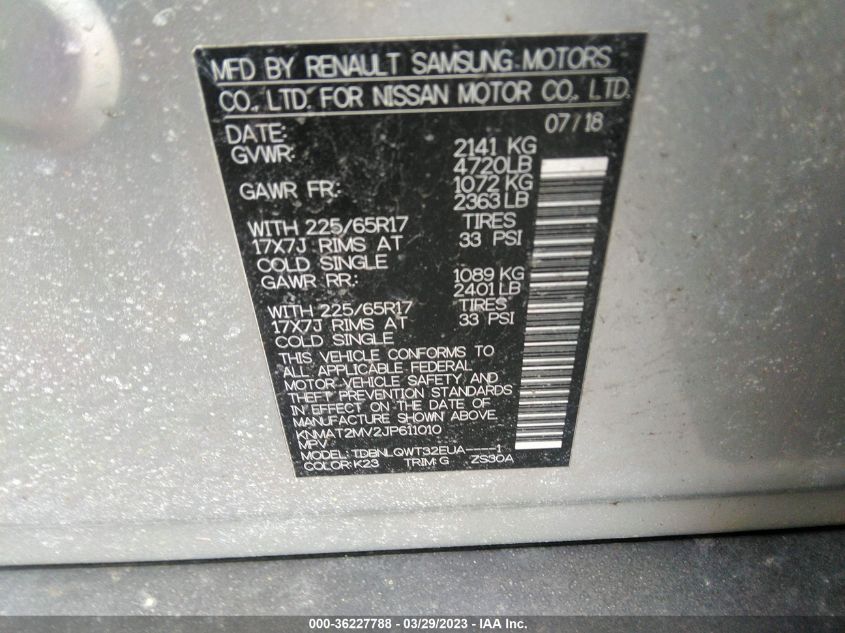 MFD BY RENAULT SAMSUNG MOTORS
CO., LTD. FOR NISSAN MOTOR CO., LTD.
DATE: 07/18
GVWR: 2141 KG
4720LB
GAWR FR.: 1072 KG
2363 LB
WITH 225/65R17 TIRES
17X7J RIMS AT 33 PSI
COLD SINGLE
GAWR RR.: 1089 KG
2401 LB
WITH 225/65R17 TIRES
17X7J RIMS AT 33 PSI
COLD SINGLE
THIS VEHICLE CONFORMS TO
ALL APPLICABLE FEDERAL
MOTOR VEHICLE SAFETY AND
THEFT PREVENTION STANDARDS
IN EFFECT ON THE DATE OF
MANUFACTURE SHOWN ABOVE.
KNMAT2MV2JP611010
MPV
MODEL: TDBNLQWT32EUA----1
COLOR: K23 TRIM: G ZS30A
000-36227788 - 03/29/2023 - IAA Inc.